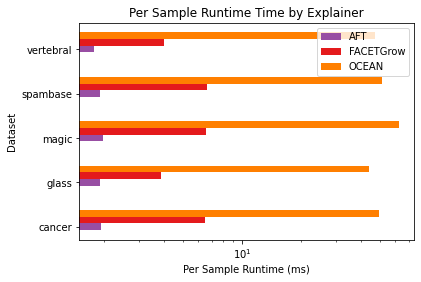 Per Sample Runtime Time by Explainer
AFT
FACETGrow
OCEAN
vertebral
spambase
magic
glass
cancer
Dataset
10¹
Per Sample Runtime (ms)